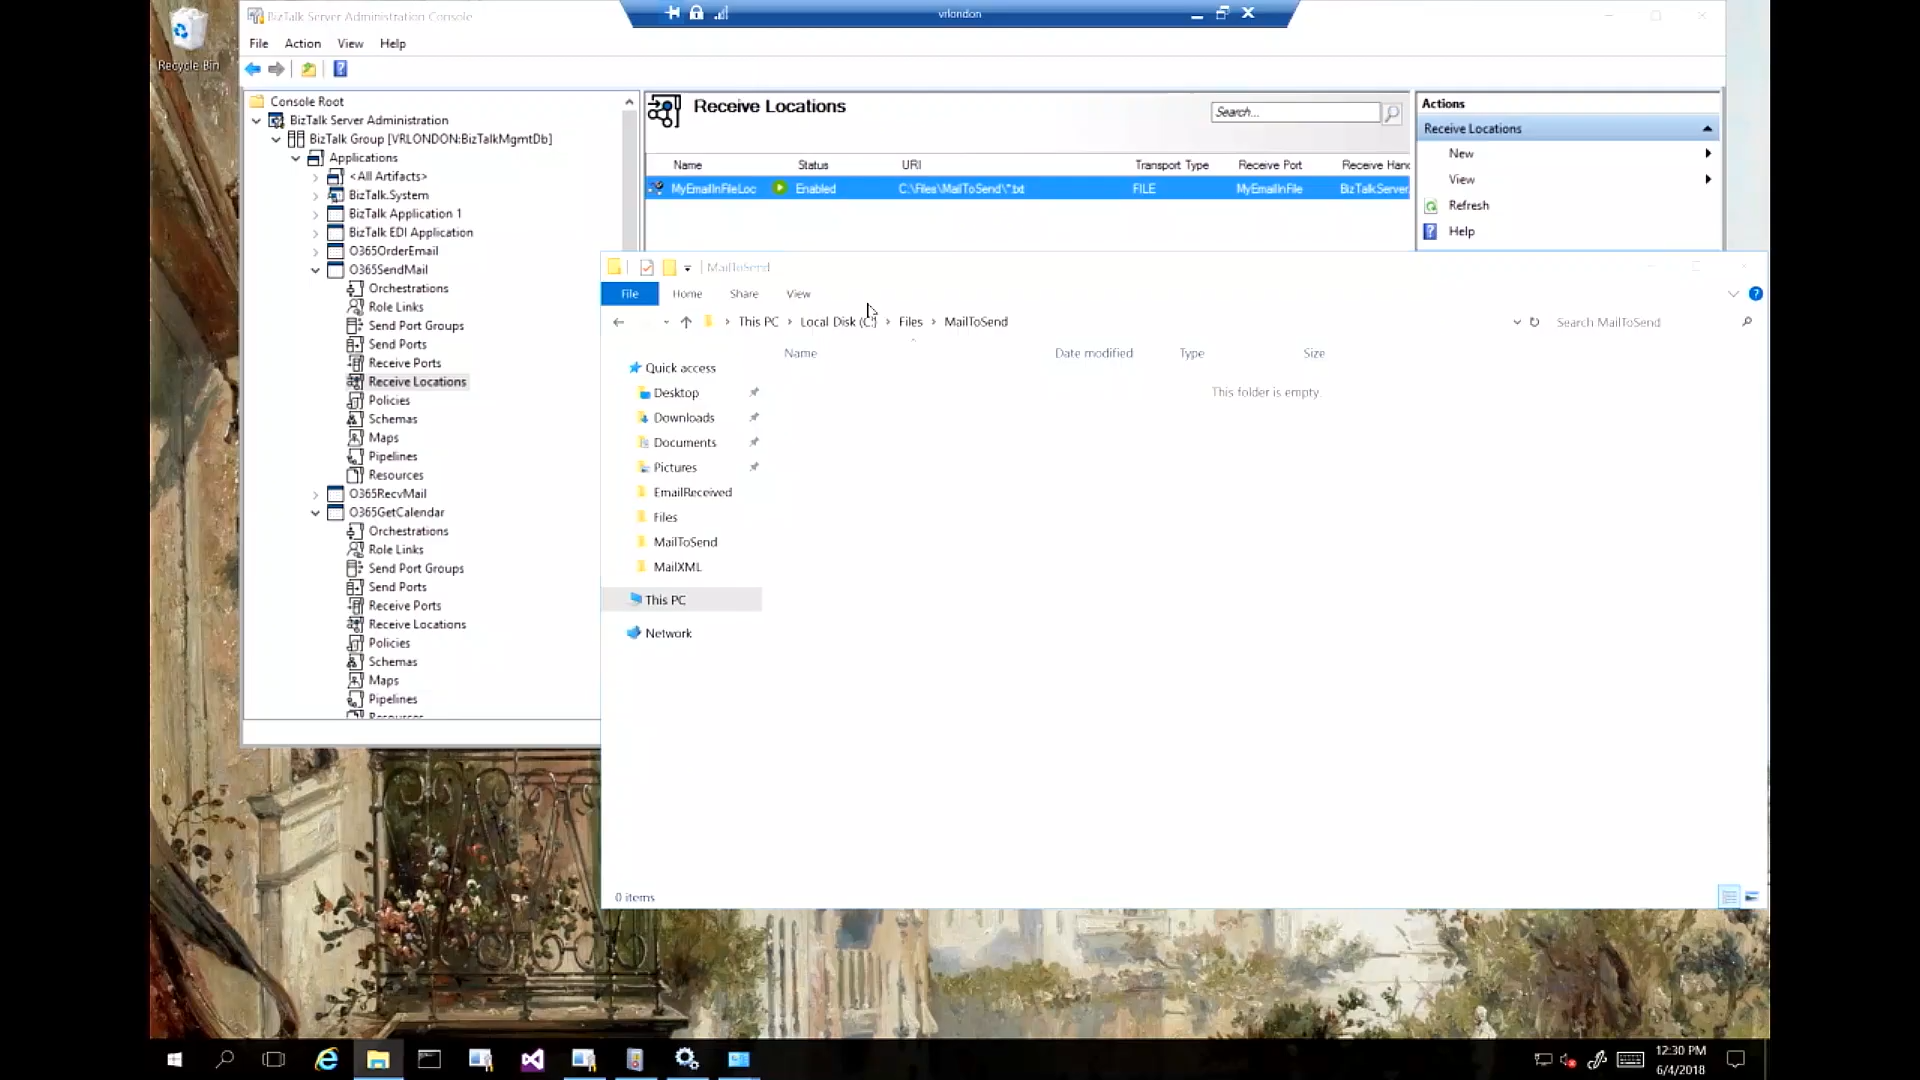 Recycle Bin
BizTalk Server Administration Console
vrlondon
File Action View Help
Console Root
BizTalk Server Administration
BizTalk Group [VRLONDON:BizTalkMgmtDb]
Applications
<All Artifacts>
BizTalk.System
BizTalk Application 1
BizTalk EDI Application
O365OrderEmail
O365SendMail
Orchestrations
Role Links
Send Port Groups
Send Ports
Receive Ports
Receive Locations
Policies
Schemas
Maps
Pipelines
Resources
O365RecvMail
O365GetCalendar
Orchestrations
Role Links
Send Port Groups
Send Ports
Receive Ports
Receive Locations
Policies
Schemas
Maps
Pipelines
Resources
Receive Locations
Search...
Name Status URI Transport Type Receive Port Receive Hanc
MyEmailInFileLoc Enabled C:\Files\MailToSend\*.txt FILE MyEmailInFile BizTalkServer
Actions
Receive Locations
New
View
Refresh
Help
MailToSend
File Home Share View
This PC Local Disk (C:) Files MailToSend
Search MailToSend
Name Date modified Type Size
This folder is empty.
Quick access
Desktop
Downloads
Documents
Pictures
EmailReceived
Files
MailToSend
MailXML
This PC
Network
0 items
12:30 PM
6/4/2018